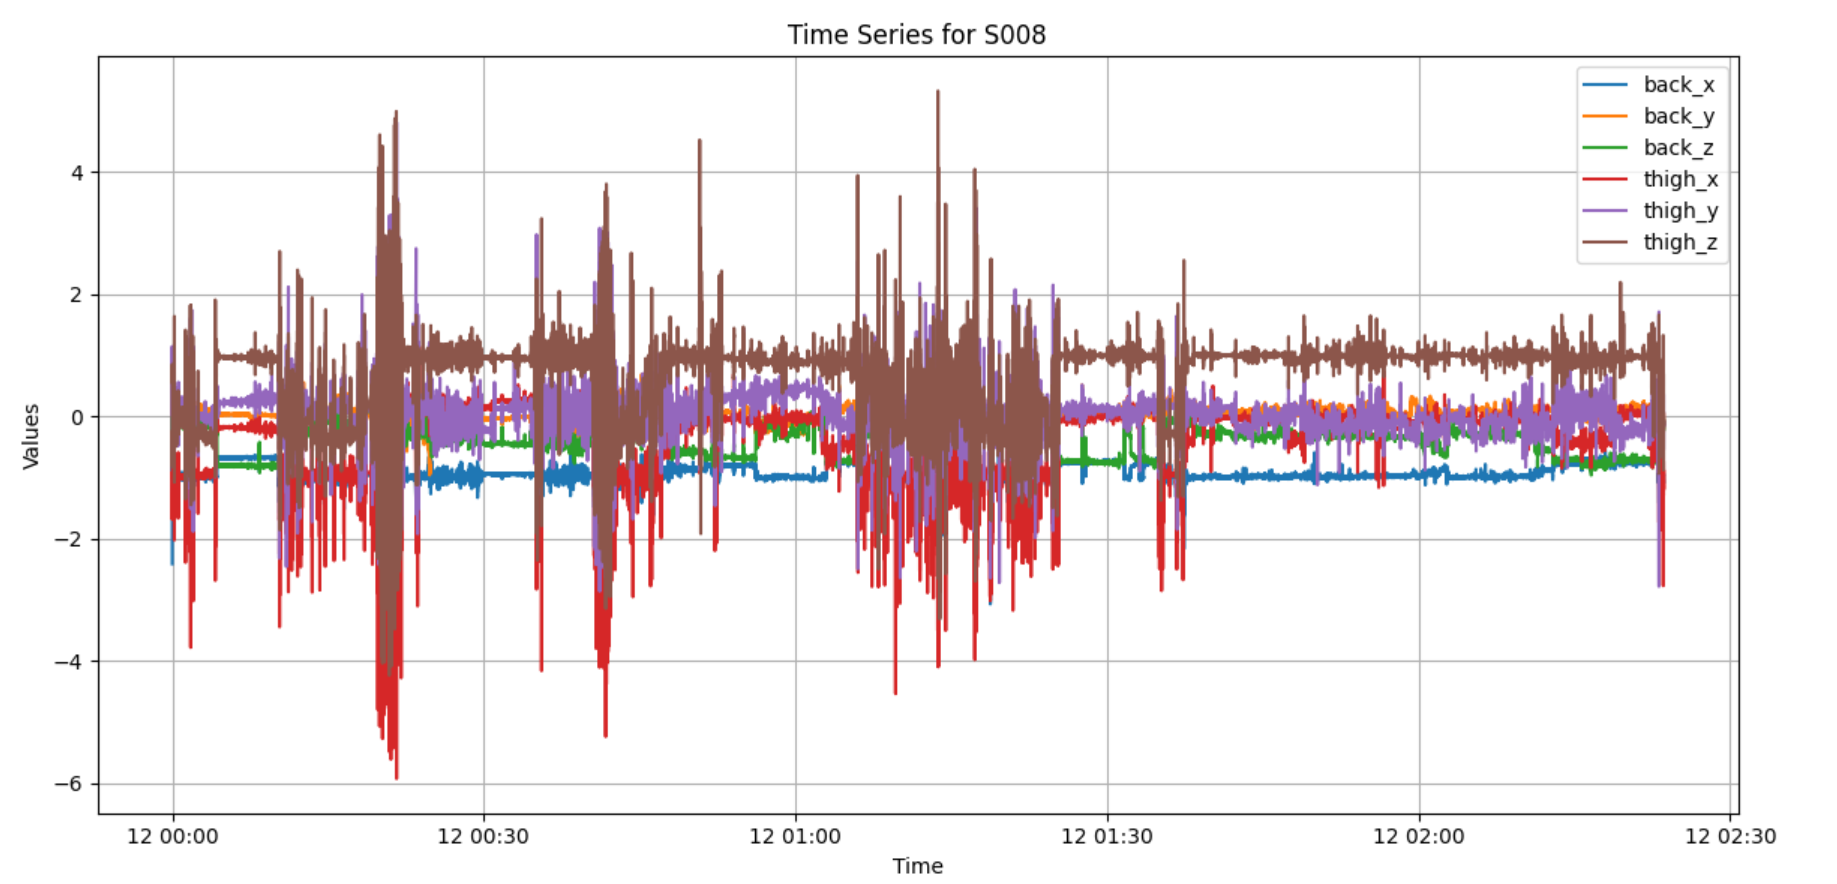 Time Series for S008
back_x
back_y
back_z
thigh_x
thigh_y
thigh_z
4
2
0
−2
−4
−6
Values
12 00:00 12 00:30 12 01:00 12 01:30 12 02:00 12 02:30
Time